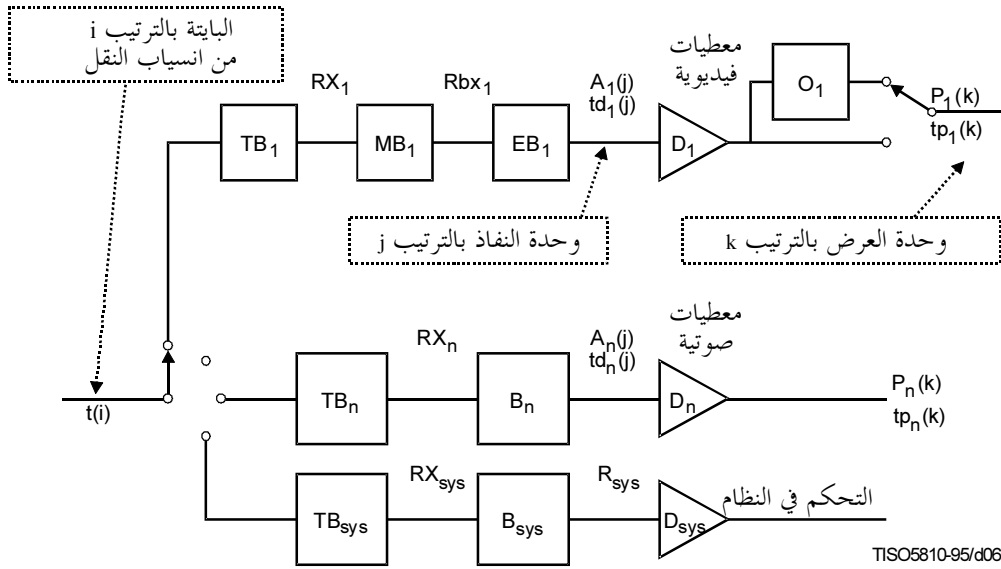 البايتة بالترتيب i
من انسياب النقل
معطيات
فيديوية
RX1
Rbx1
A1(j)
td1(j)
O1
P1(k)
tp1(k)
TB1
MB1
EB1
D1
وحدة النفاذ بالترتيب j
وحدة العرض بالترتيب k
معطيات
صوتية
RXn
An(j)
tdn(j)
t(i)
TBn
Bn
Dn
Pn(k)
tpn(k)
RXsys
Rsys
التحكم في النظام
TBsys
Bsys
Dsys
TISO5810-95/d06